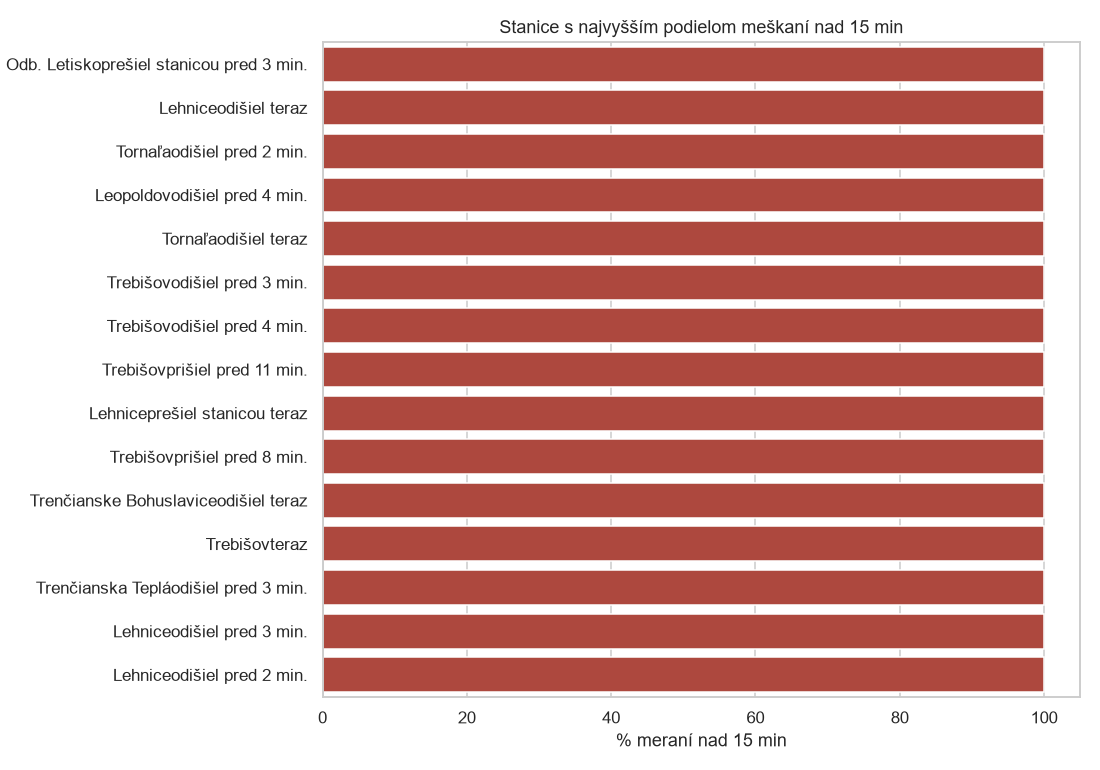 Stanice s najvyšším podielom meškaní nad 15 min
Odb. Letiskoprešiel stanicou pred 3 min.
Lehniceodišiel teraz
Tornaľaodišiel pred 2 min.
Leopoldovodišiel pred 4 min.
Tornaľaodišiel teraz
Trebišovodišiel pred 3 min.
Trebišovodišiel pred 4 min.
Trebišovprišiel pred 11 min.
Lehniceprešiel stanicou teraz
Trebišovprišiel pred 8 min.
Trenčianske Bohuslaviceodišiel teraz
Trebišovteraz
Trenčianska Tepláodišiel pred 3 min.
Lehniceodišiel pred 3 min.
Lehniceodišiel pred 2 min.
0 20 40 60 80 100
% meraní nad 15 min